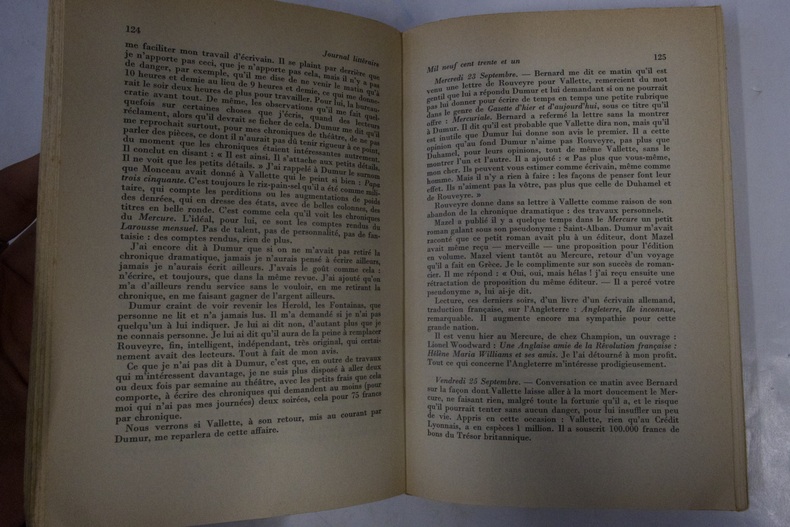 124
Journal littéraire
me faciliter mon travail d'écrivain. Il se plaint par derrière que
je n'apporte pas ceci, que je n'apporte pas cela, mais il n'y a pas
de danger, par exemple, qu'il me dise de ne venir le matin qu'à
10 heures et demie au lieu de 9 heures et demie, ce qui me donne-
rait le soir deux heures de plus pour travailler. Pour lui, la bureau-
cratie avant tout. De même, les observations qu'il me fait quel-
quefois sur certaines choses que j'écris, quand des lecteurs
réclament, alors qu'il devrait se ficher de cela. Dumur me dit qu'il
me reprochait surtout, pour mes chroniques de théâtre, de ne pas
parler des pièces, ce dont il n'aurait pas dû tenir rigueur à ce point,
du moment que les chroniques étaient intéressantes autrement.
Il conclut en disant : « Il est ainsi. Il s'attache aux petits détails.
Il ne voit que les petits détails. » J'ai rappelé à Dumur le surnom
que Monceau avait donné à Vallette qui le peint si bien : Papa
trois cinquante. C'est toujours le riz-pain-sel qu'il a été comme mili-
taire, qui compte les perditions ou les augmentations de poids
des denrées, qui en dresse des états, avec de belles colonnes, des
titres en belle ronde. C'est comme cela qu'il voit les chroniques
du Mercure. L'idéal, pour lui, ce sont les comptes rendus du
Larousse mensuel. Pas de talent, pas de personnalité, pas de fan-
taisie : des comptes rendus, rien de plus.
J'ai encore dit à Dumur que si on ne m'avait pas retiré la
chronique dramatique, jamais je n'aurais pensé à écrire ailleurs,
jamais je n'aurais écrit ailleurs. J'avais le goût comme cela :
n'écrire, et toujours, que dans la même revue. J'ai ajouté qu'on
m'a d'ailleurs rendu service sans le vouloir, en me retirant la
chronique, en me faisant gagner de l'argent ailleurs.
Dumur craint de voir revenir les Herold, les Fontainas, que
personne ne lit et n'a jamais lus. Il m'a demandé si je n'ai pas
quelqu'un à lui indiquer. Je lui ai dit non, d'autant plus que je
ne connais personne. Je lui ai dit qu'il aura de la peine à remplacer
Rouveyre, fin, intelligent, indépendant, très original, qui certai-
nement avait des lecteurs. Tout à fait de mon avis.
Ce que je n'ai pas dit à Dumur, c'est que, en outre de travaux
qui m'intéressent davantage, je ne suis plus disposé à aller deux
ou deux fois par semaine au théâtre, avec les petits frais que cela
comporte, à écrire des chroniques qui demandent au moins (pour
moi qui n'ai pas mes journées) deux soirées, cela pour 75 francs
par chronique.
Nous verrons si Vallette, à son retour, mis au courant par
Dumur, me reparlera de cette affaire.
Mil neuf cent trente et un
125
Mercredi 23 Septembre. — Bernard me dit ce matin qu'il est
venu une lettre de Rouveyre pour Vallette, remerciant du mot
gentil que lui a répondu Dumur et lui demandant si on ne pourrait
pas lui donner pour écrire de temps en temps une petite rubrique
dans le genre de Gazette d'hier et d'aujourd'hui, sous ce titre qu'il
offre : Mercuriale. Bernard a refermé la lettre sans la montrer
à Dumur. Il dit qu'il est probable que Vallette dira non, mais qu'il
est inutile que Dumur lui donne son avis le premier. Il a cette
opinion qu'au fond Dumur n'aime pas Rouveyre, pas plus que
Duhamel, pour leurs opinions, tout de même Vallette, sans le
montrer l'un et l'autre. Il a ajouté : « Pas plus que vous-même,
mon cher. Ils peuvent vous estimer comme écrivain, même comme
homme. Mais il n'y a rien à faire : les façons de penser font leur
effet. Ils n'aiment pas la vôtre, pas plus que celle de Duhamel et
de Rouveyre. »
Rouveyre donne dans sa lettre à Vallette comme raison de son
abandon de la chronique dramatique : des travaux personnels.
Mazel a publié il y a quelque temps dans le Mercure un petit
roman galant sous son pseudonyme : Saint-Alban. Dumur m'avait
raconté que ce petit roman avait plu à un éditeur, dont Mazel
avait même reçu — merveille — une proposition pour l'édition
en volume. Mazel vient tantôt au Mercure, retour d'un voyage
qu'il a fait en Grèce. Je le complimente sur son succès de roman-
cier. Il me répond : « Oui, oui, mais hélas ! j'ai reçu ensuite une
rétractation de proposition du même éditeur. — Il a percé votre
pseudonyme », lui ai-je dit.
Lecture, ces derniers soirs, d'un livre d'un écrivain allemand,
traduction française, sur l'Angleterre : Angleterre, île inconnue,
remarquable. Il augmente encore ma sympathie pour cette
grande nation.
Il est venu hier au Mercure, de chez Champion, un ouvrage :
Lionel Woodward : Une Anglaise amie de la Révolution française :
Hélène Maria Williams et ses amis. Je l'ai détourné à mon profit.
Tout ce qui concerne l'Angleterre m'intéresse prodigieusement.
Vendredi 25 Septembre. — Conversation ce matin avec Bernard
sur la façon dont Vallette laisse aller à la mort doucement le Mer-
cure, ne faisant rien, malgré toute la fortune qu'il a, et le risque
qu'il pourrait tenter sans aucun danger, pour lui insuffler un peu
de vie. Appris en cette occasion : Vallette, rien qu'au Crédit
Lyonnais, a en espèces 1 million. Il a souscrit 100.000 francs de
bons du Trésor britannique.